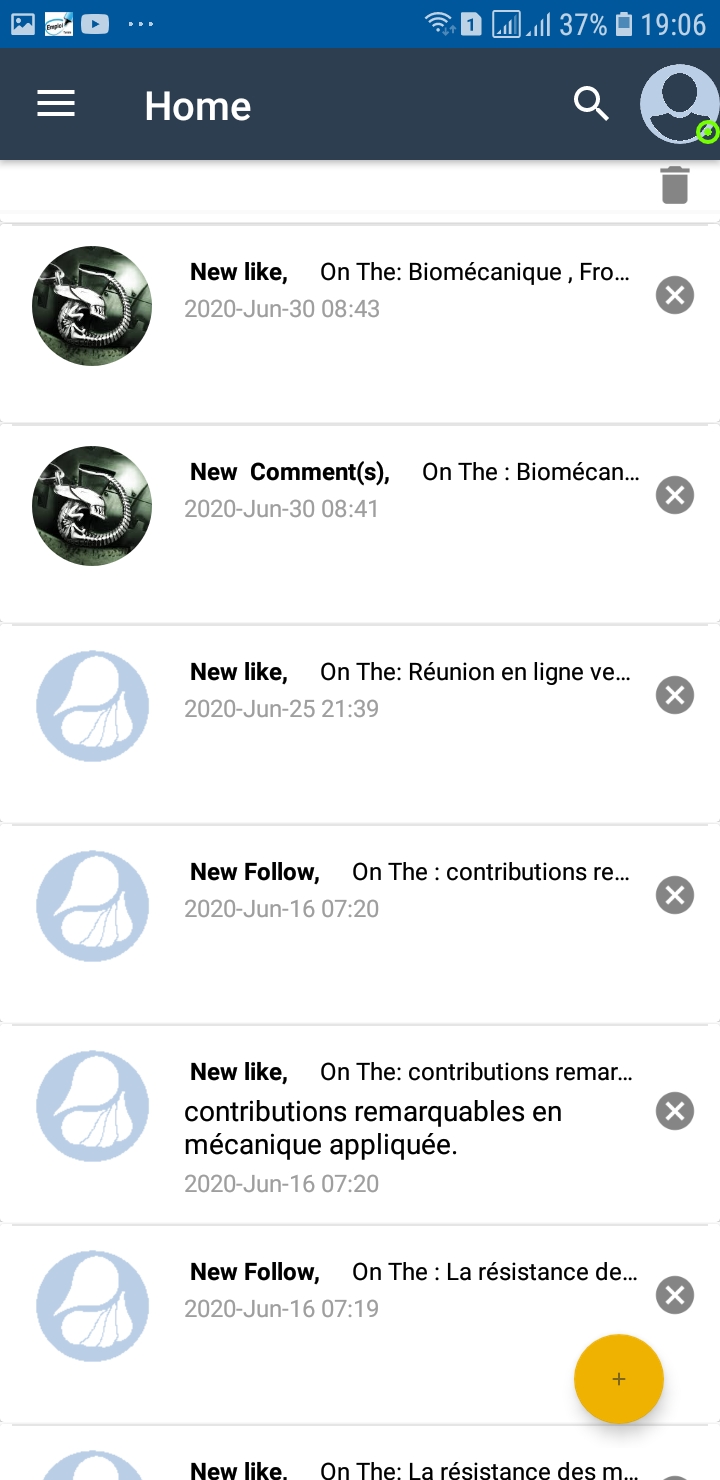 Emploi
1 37% 19:06
Home
New like, On The: Biomécanique , Fro...
2020-Jun-30 08:43
New Comment(s), On The : Biomécan...
2020-Jun-30 08:41
New like, On The: Réunion en ligne ve...
2020-Jun-25 21:39
New Follow, On The : contributions re...
2020-Jun-16 07:20
New like, On The: contributions remar...
contributions remarquables en
mécanique appliquée.
2020-Jun-16 07:20
New Follow, On The : La résistance de...
2020-Jun-16 07:19
+
New like, On The: La résistance des m...